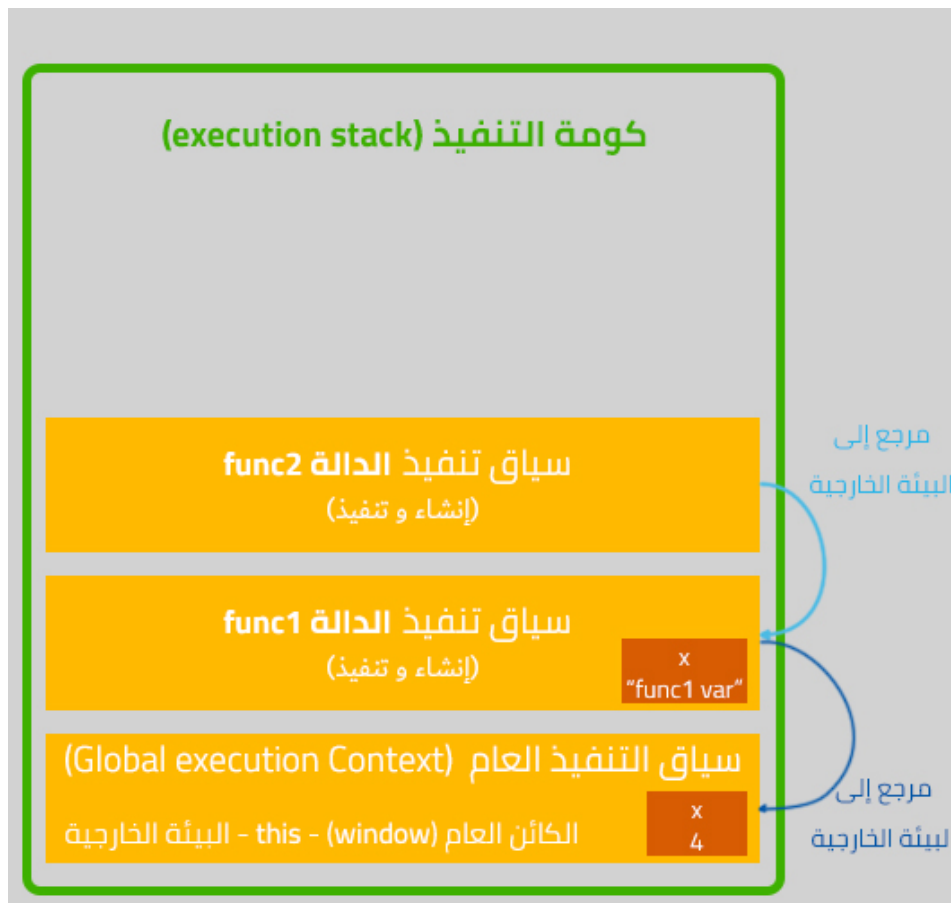 كومة التنفيذ (execution stack)
سياق تنفيذ الدالة func2
(إنشاء و تنفيذ)
مرجع إلى
البيئة الخارجية
سياق تنفيذ الدالة func1
(إنشاء و تنفيذ)
x
“func1 var”
سياق التنفيذ العام (Global execution Context)
x
4
الكائن العام (window) - this - البيئة الخارجية
مرجع إلى
لبيئة الخارجية